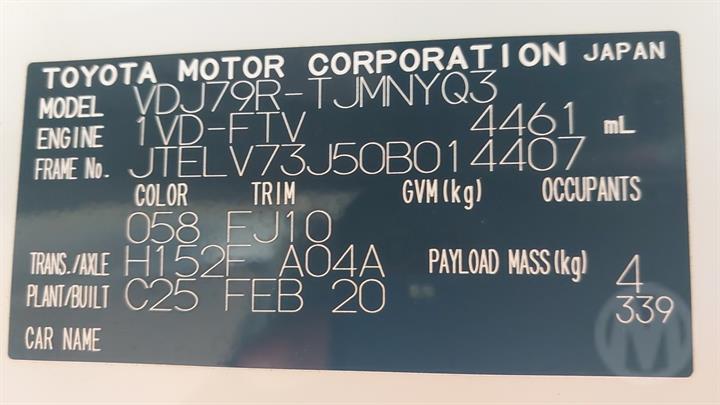 TOYOTA MOTOR CORPORATION JAPAN
MODEL VDJ79R-TJMNYQ3
ENGINE 1VD-FTV 4461 mL
FRAME No. JTELV73J50B014407
COLOR TRIM GVM(kg) OCCUPANTS
058 FJ10
TRANS./AXLE H152F A04A PAYLOAD MASS(kg) 4
PLANT/BUILT C25 FEB 20 339
CAR NAME
M